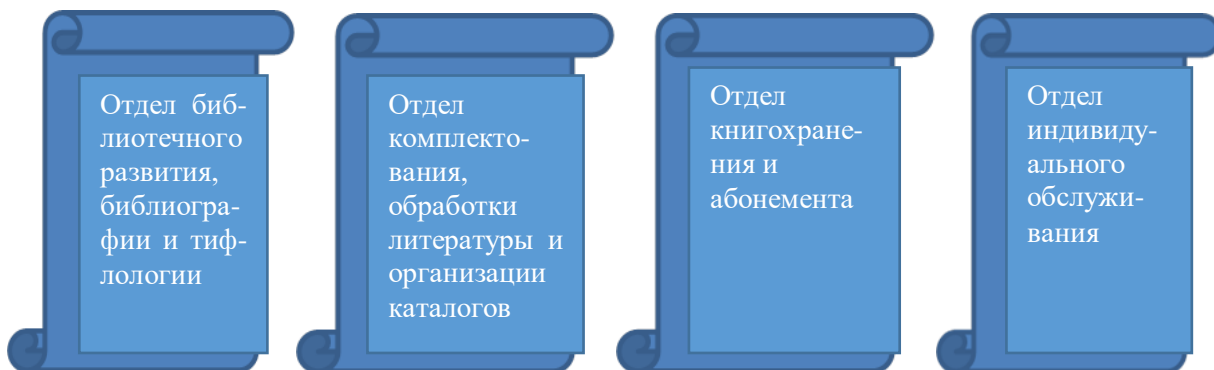 Отдел биб-
лиотечного
развития,
библиогра-
фии и тиф-
лологии
Отдел
комплекто-
вания,
обработки
литературы и
организации
каталогов
Отдел
книгохране-
ния и
абонемента
Отдел
индивиду-
ального
обслужи-
вания